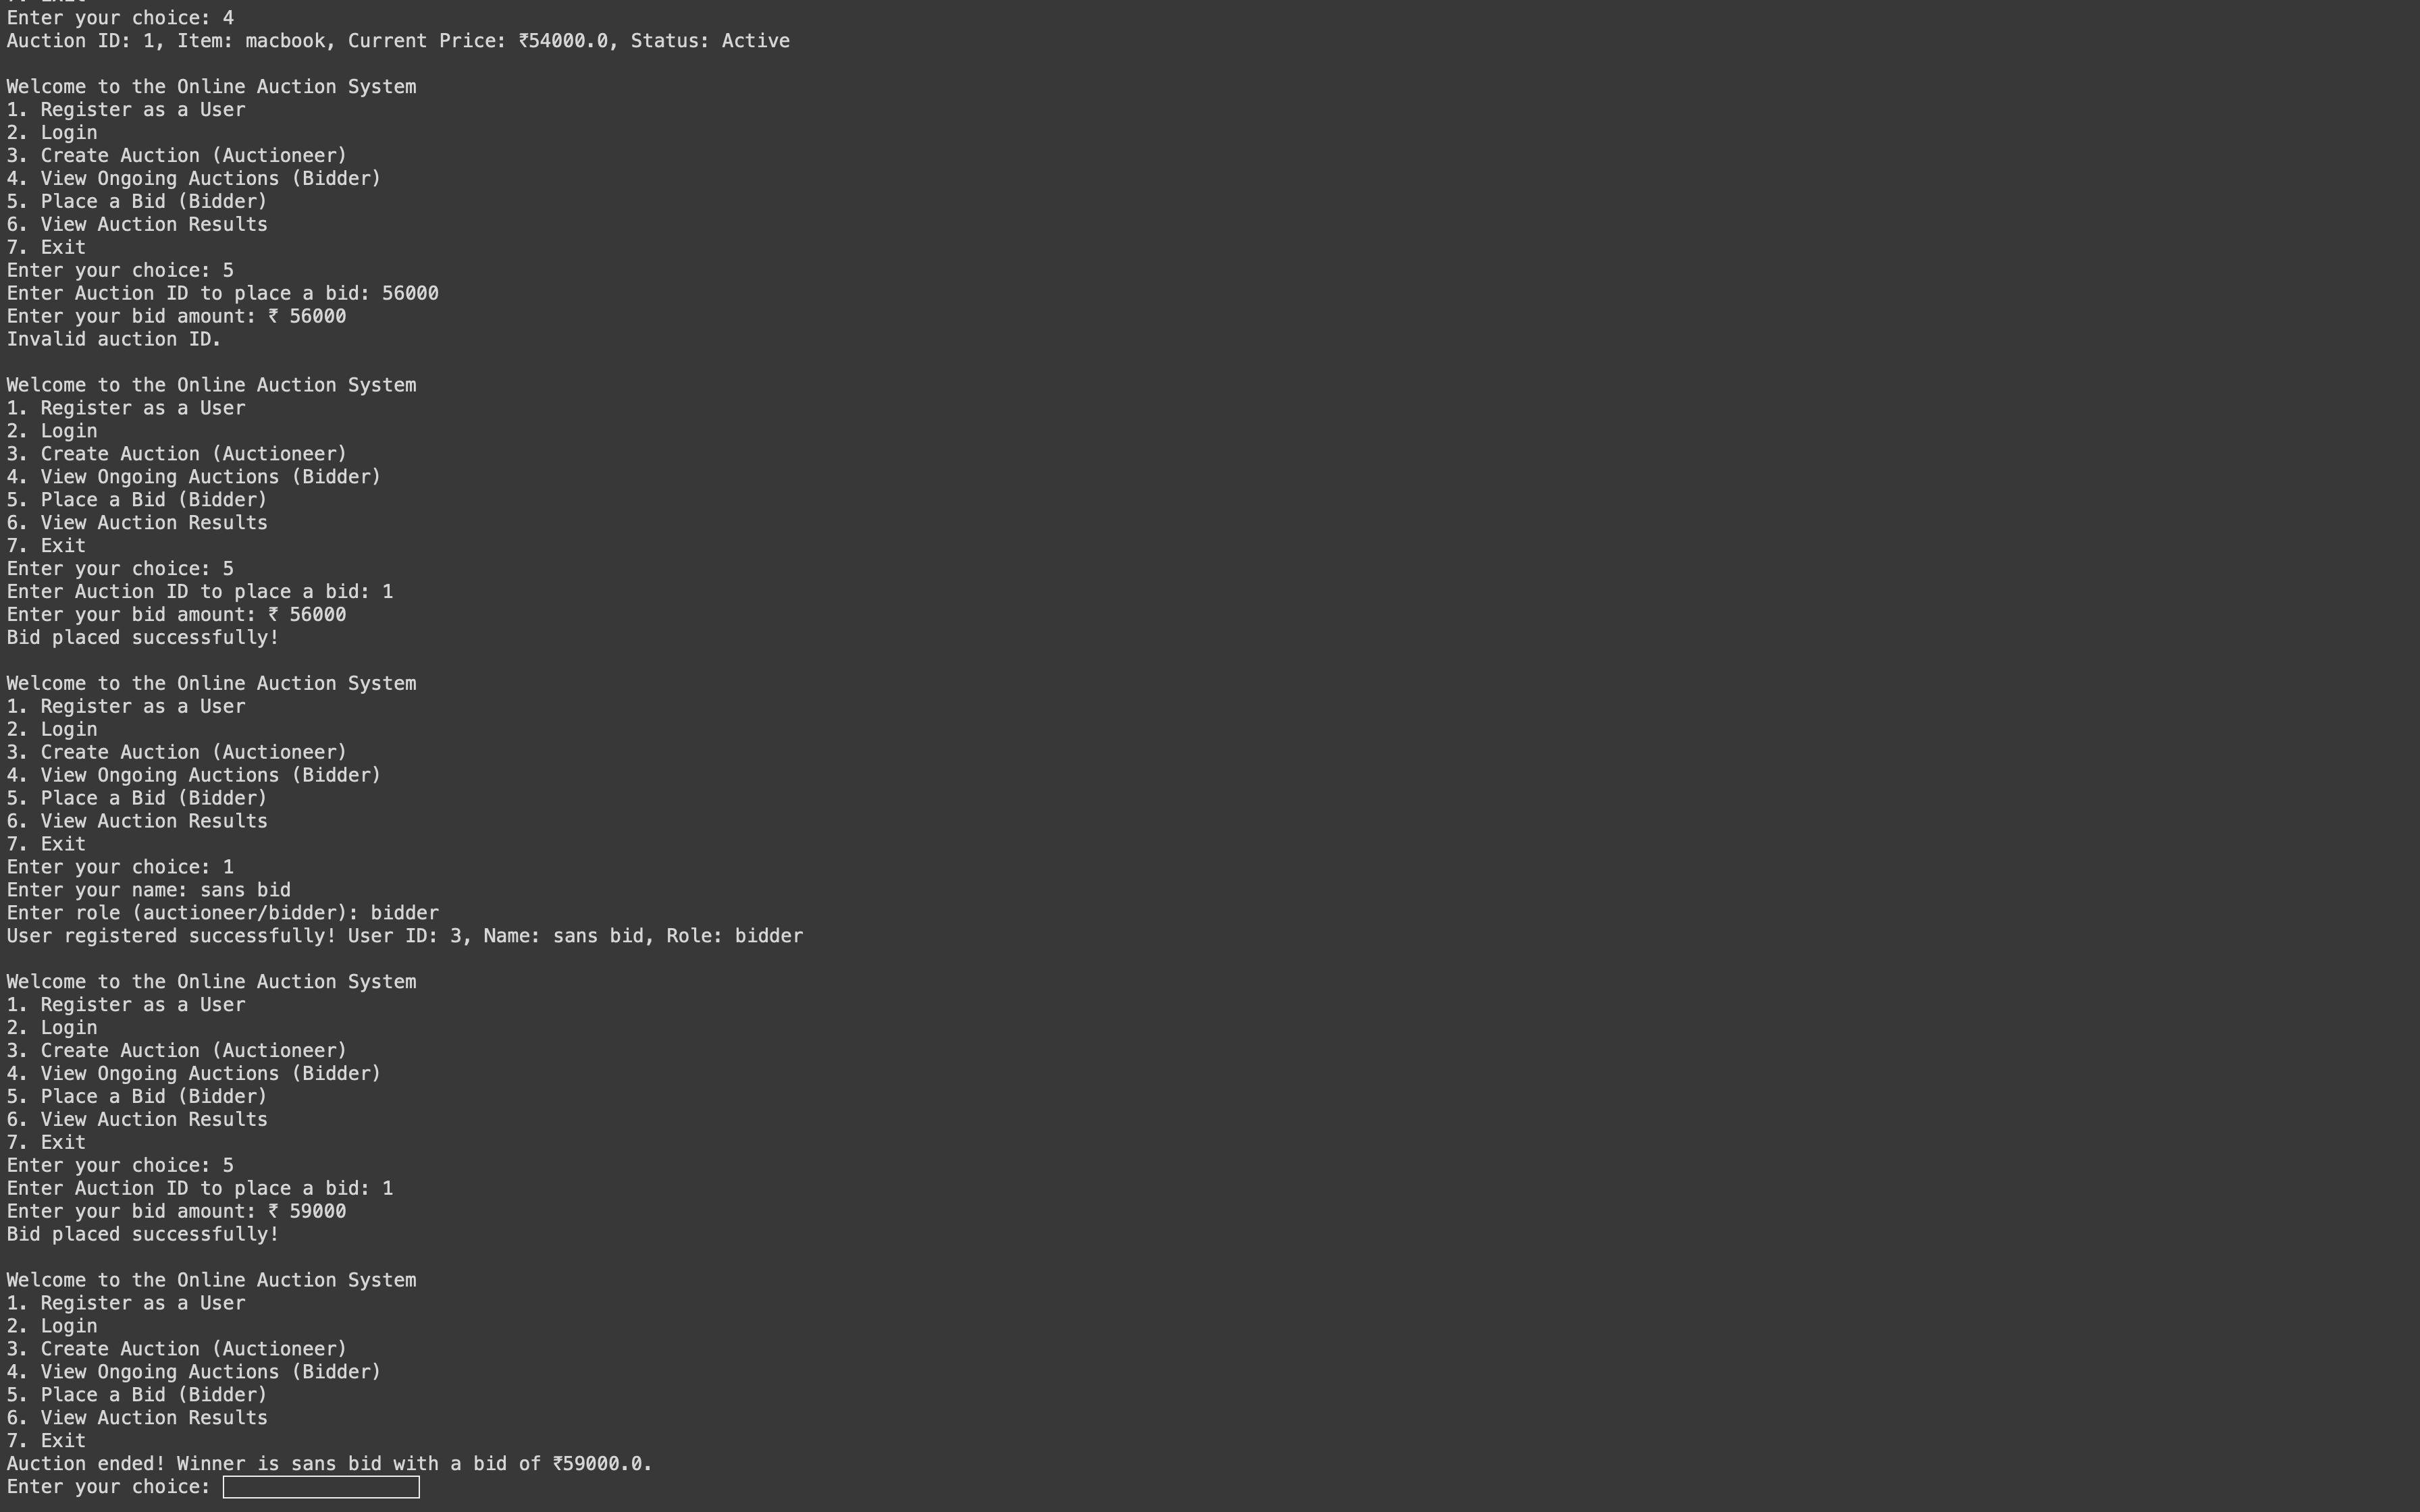 7. Exit
Enter your choice: 4
Auction ID: 1, Item: macbook, Current Price: ₹54000.0, Status: Active
Welcome to the Online Auction System
1. Register as a User
2. Login
3. Create Auction (Auctioneer)
4. View Ongoing Auctions (Bidder)
5. Place a Bid (Bidder)
6. View Auction Results
7. Exit
Enter your choice: 5
Enter Auction ID to place a bid: 56000
Enter your bid amount: ₹ 56000
Invalid auction ID.
Welcome to the Online Auction System
1. Register as a User
2. Login
3. Create Auction (Auctioneer)
4. View Ongoing Auctions (Bidder)
5. Place a Bid (Bidder)
6. View Auction Results
7. Exit
Enter your choice: 5
Enter Auction ID to place a bid: 1
Enter your bid amount: ₹ 56000
Bid placed successfully!
Welcome to the Online Auction System
1. Register as a User
2. Login
3. Create Auction (Auctioneer)
4. View Ongoing Auctions (Bidder)
5. Place a Bid (Bidder)
6. View Auction Results
7. Exit
Enter your choice: 1
Enter your name: sans bid
Enter role (auctioneer/bidder): bidder
User registered successfully! User ID: 3, Name: sans bid, Role: bidder
Welcome to the Online Auction System
1. Register as a User
2. Login
3. Create Auction (Auctioneer)
4. View Ongoing Auctions (Bidder)
5. Place a Bid (Bidder)
6. View Auction Results
7. Exit
Enter your choice: 5
Enter Auction ID to place a bid: 1
Enter your bid amount: ₹ 59000
Bid placed successfully!
Welcome to the Online Auction System
1. Register as a User
2. Login
3. Create Auction (Auctioneer)
4. View Ongoing Auctions (Bidder)
5. Place a Bid (Bidder)
6. View Auction Results
7. Exit
Auction ended! Winner is sans bid with a bid of ₹59000.0.
Enter your choice: